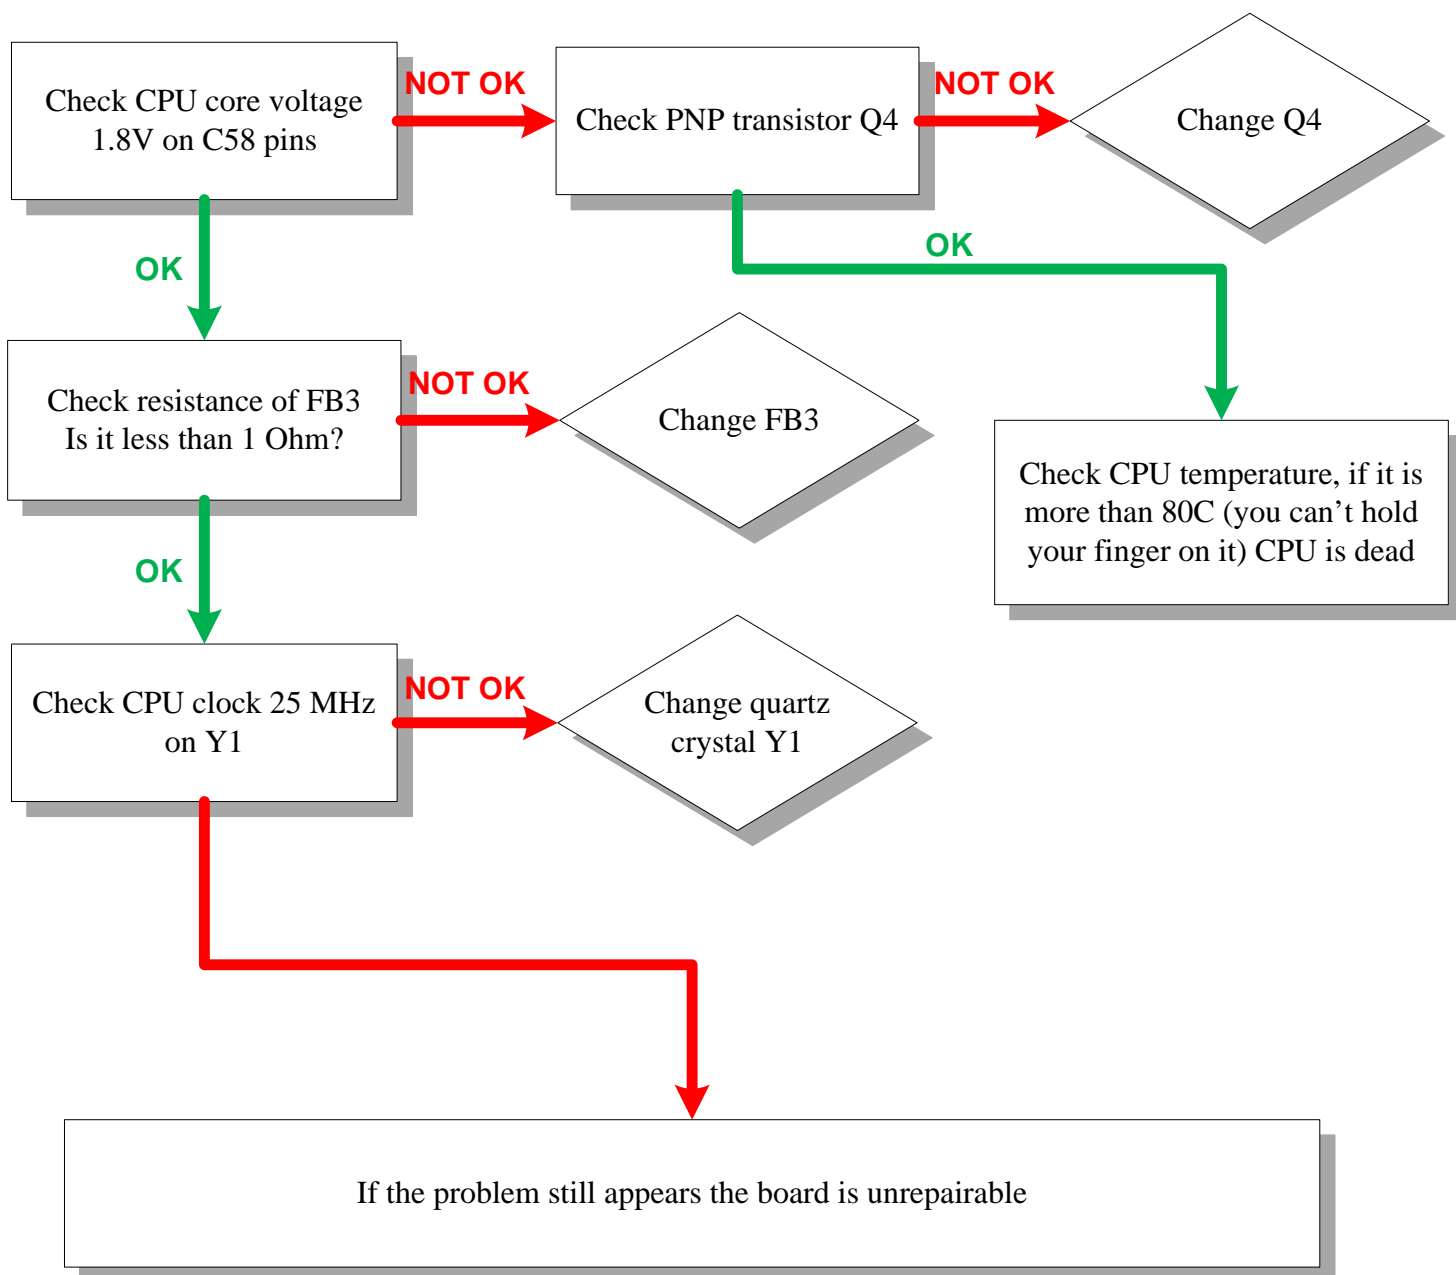 Check CPU core voltage
1.8V on C58 pins
NOT OK
Check PNP transistor Q4
NOT OK
Change Q4
OK
OK
Check resistance of FB3
Is it less than 1 Ohm?
NOT OK
Change FB3
Check CPU temperature, if it is
more than 80C (you can't hold
your finger on it) CPU is dead
OK
Check CPU clock 25 MHz
on Y1
NOT OK
Change quartz
crystal Y1
If the problem still appears the board is unrepairable